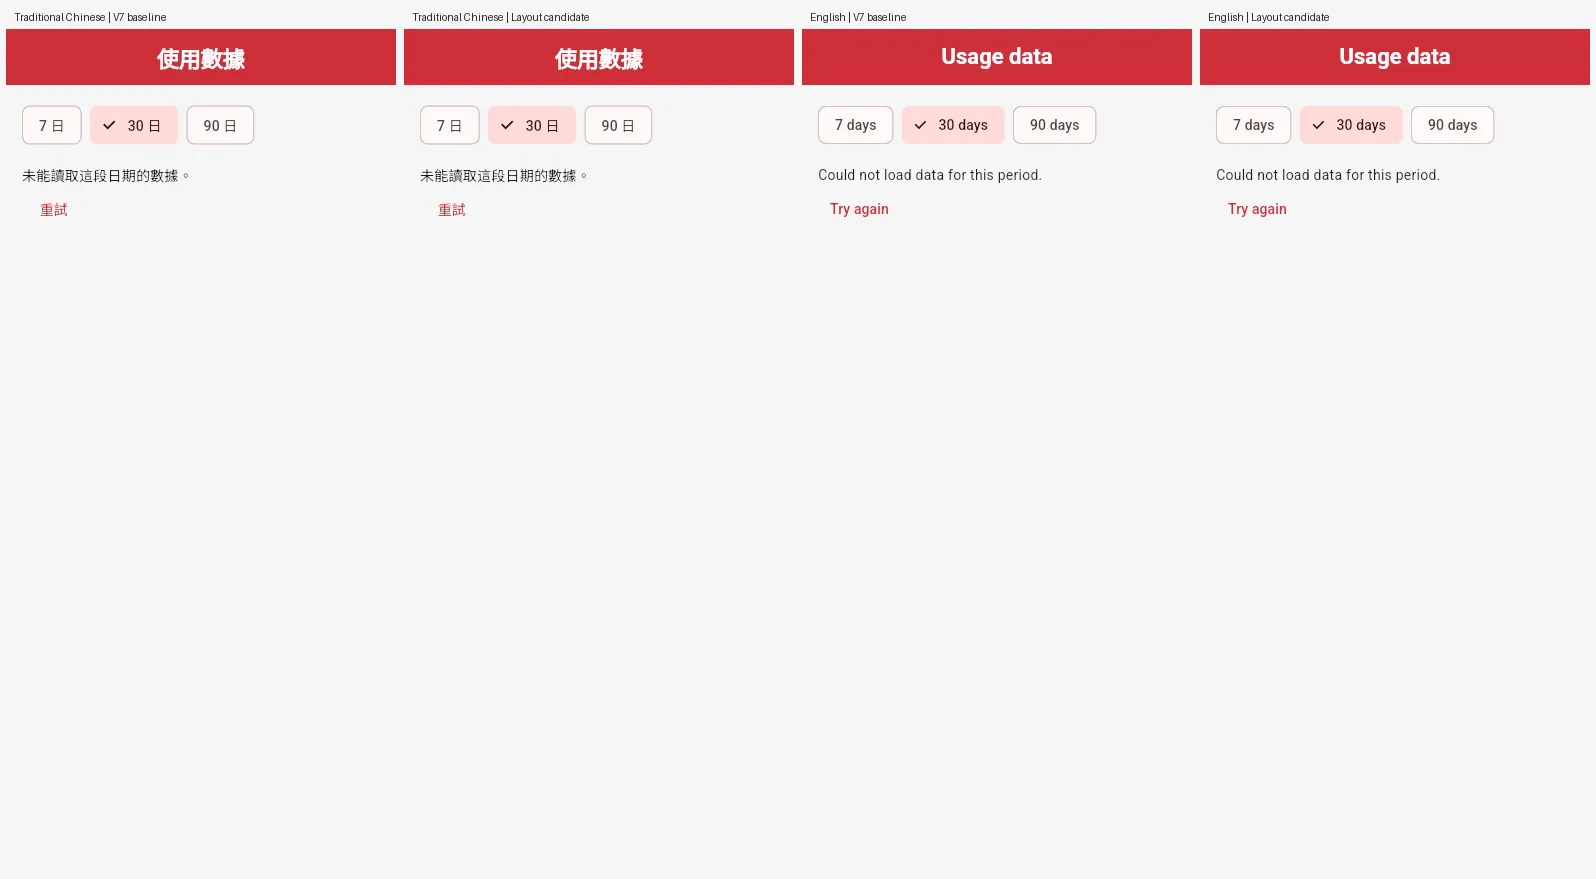 Traditional Chinese | V7 baseline
使用數據
7 日
30 日
90 日
未能讀取這段日期的數據。
重試
Traditional Chinese | Layout candidate
使用數據
7 日
30 日
90 日
未能讀取這段日期的數據。
重試
English | V7 baseline
Usage data
7 days
30 days
90 days
Could not load data for this period.
Try again
English | Layout candidate
Usage data
7 days
30 days
90 days
Could not load data for this period.
Try again